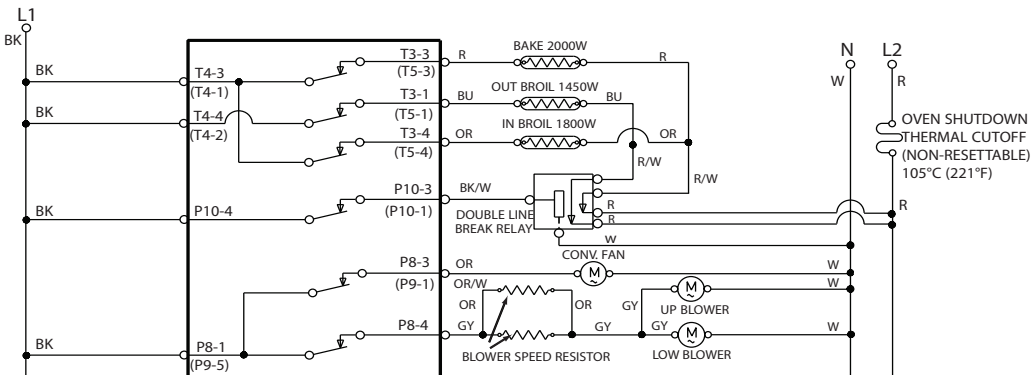 L1
BK
BK
T4-3
(T4-1)
T3-3
(T5-3)
R
BAKE 2000W
R
N
W
L2
R
BK
T4-4
(T4-2)
T3-1
(T5-1)
BU
OUT BROIL 1450W
BU
T3-4
(T5-4)
OR
IN BROIL 1800W
OR
OVEN SHUTDOWN
THERMAL CUTOFF
(NON-RESETTABLE)
105°C (221°F)
R/W
R/W
BK
P10-4
P10-3
(P10-1)
BK/W
DOUBLE LINE
BREAK RELAY
R
R
R
W
CONV. FAN
P8-3
(P9-1)
OR
M
W
OR/W
OR
OR
GY
M
W
UP BLOWER
BK
P8-1
(P9-5)
P8-4
GY
GY
GY
M
W
BLOWER SPEED RESISTOR
LOW BLOWER